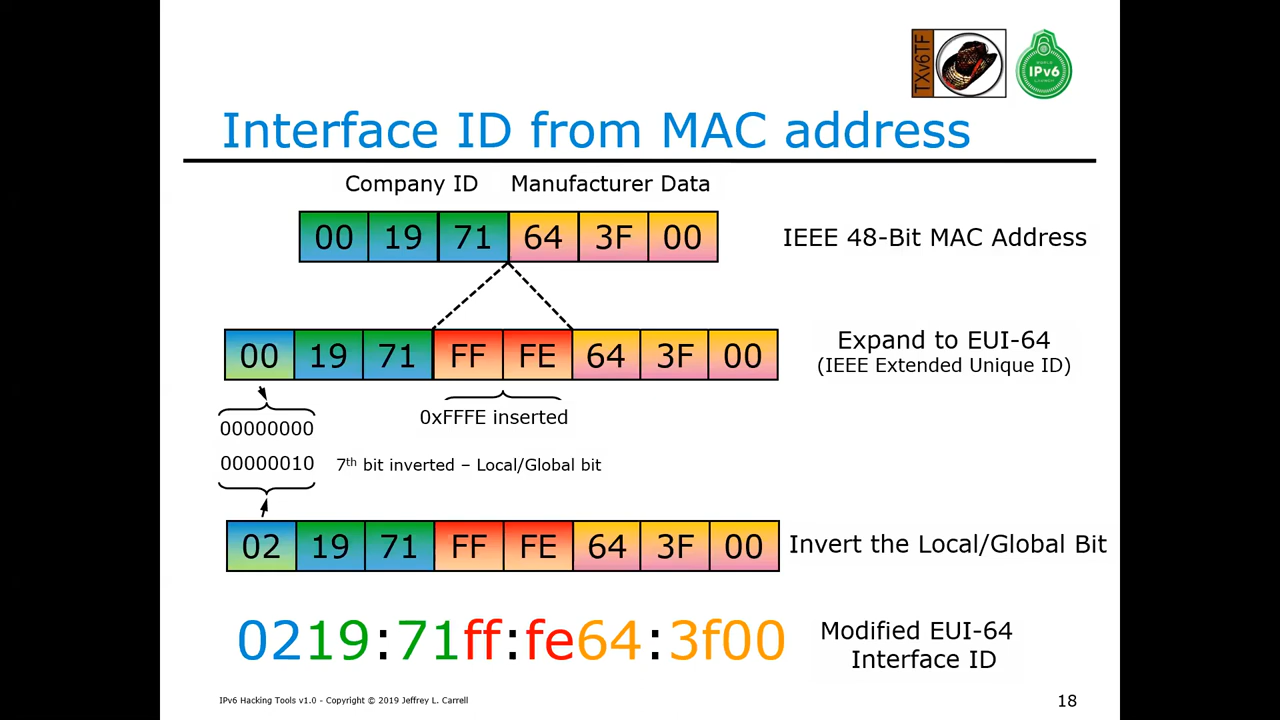 TXv6TF
WORLD
IPv6
LAUNCH
Interface ID from MAC address
Company ID Manufacturer Data
00 19 71 64 3F 00 IEEE 48-Bit MAC Address
00 19 71 FF FE 64 3F 00 Expand to EUI-64
(IEEE Extended Unique ID)
0xFFFE inserted
00000000
00000010 7th bit inverted – Local/Global bit
02 19 71 FF FE 64 3F 00 Invert the Local/Global Bit
0219:71ff:fe64:3f00 Modified EUI-64
Interface ID
IPv6 Hacking Tools v1.0 - Copyright © 2019 Jeffrey L. Carrell 18